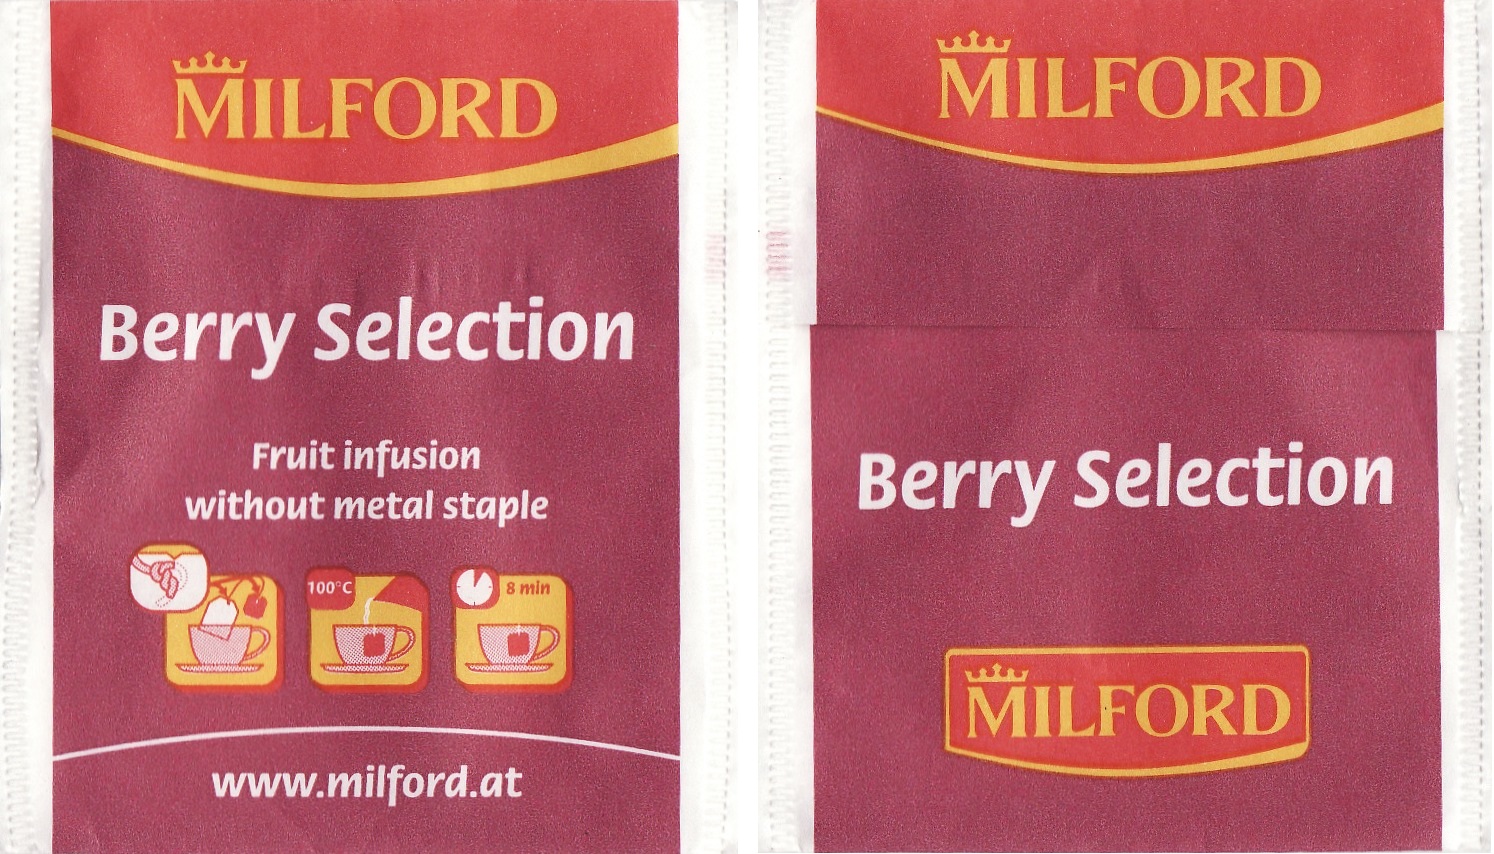 MILFORD
Berry Selection
Fruit infusion
without metal staple
100°C
8 min
www.milford.at
MILFORD
Berry Selection
MILFORD